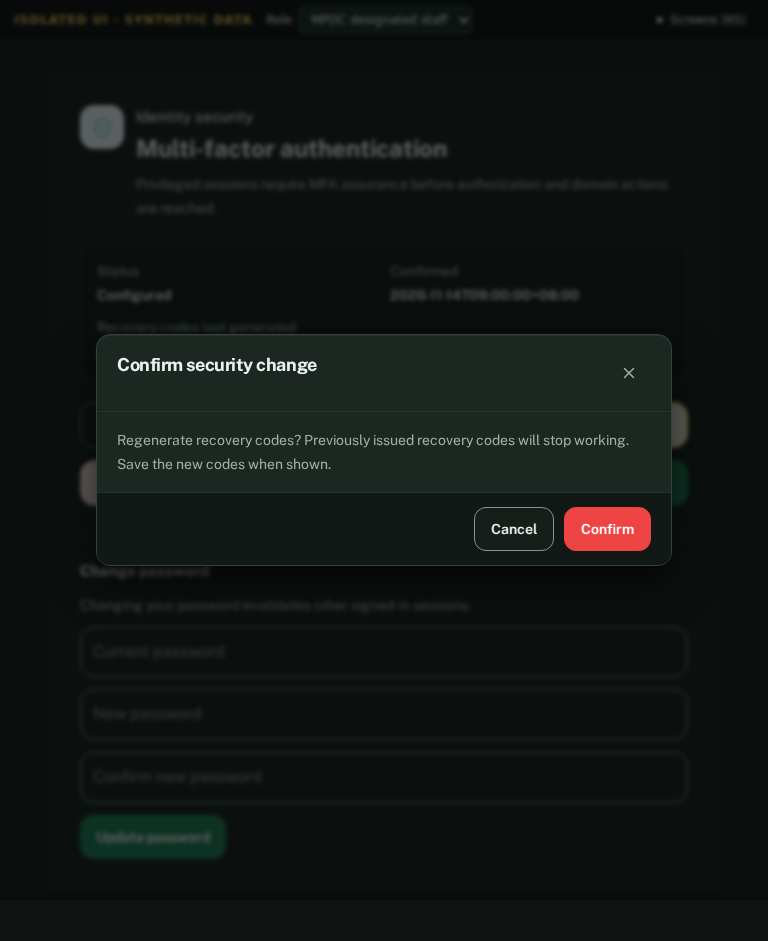 ISOLATED UI · SYNTHETIC DATA Role MPDC designated staff ▶ Screens (65)
Identity security
Multi-factor authentication
Privileged sessions require MFA assurance before authorization and domain actions
are reached.
Status Confirmed
Configured 2026-11-14T09:00:00+08:00
Recovery codes last generated
Confirm security change
Regenerate recovery codes? Previously issued recovery codes will stop working.
Save the new codes when shown.
Cancel Confirm
Change password
Changing your password invalidates other signed-in sessions.
Current password
New password
Confirm new password
Update password